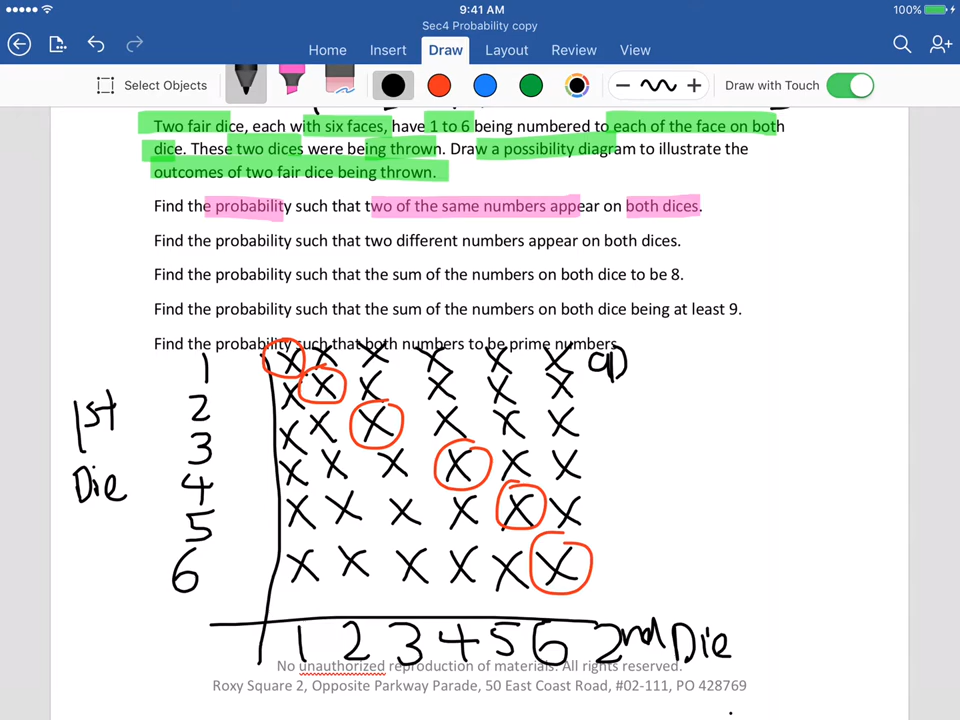 9:41 AM
100%
Sec4 Probability copy
Home Insert Draw Layout Review View
Select Objects Draw with Touch
Two fair dice, each with six faces, have 1 to 6 being numbered to each of the face on both
dice. These two dices were being thrown. Draw a possibility diagram to illustrate the
outcomes of two fair dice being thrown.
Find the probability such that two of the same numbers appear on both dices.
Find the probability such that two different numbers appear on both dices.
Find the probability such that the sum of the numbers on both dice to be 8.
Find the probability such that the sum of the numbers on both dice being at least 9.
Find the probability such that both numbers to be prime numbers
1 X X X X X X a)
2 X X X X X X
1st
3 X X X X X X
Die 4 X X X X X X
5 X X X X X X
6 X X X X X X
1 2 3 4 5 6 2nd Die
No unauthorized reproduction of materials. All rights reserved.
Roxy Square 2, Opposite Parkway Parade, 50 East Coast Road, #02-111, PO 428769